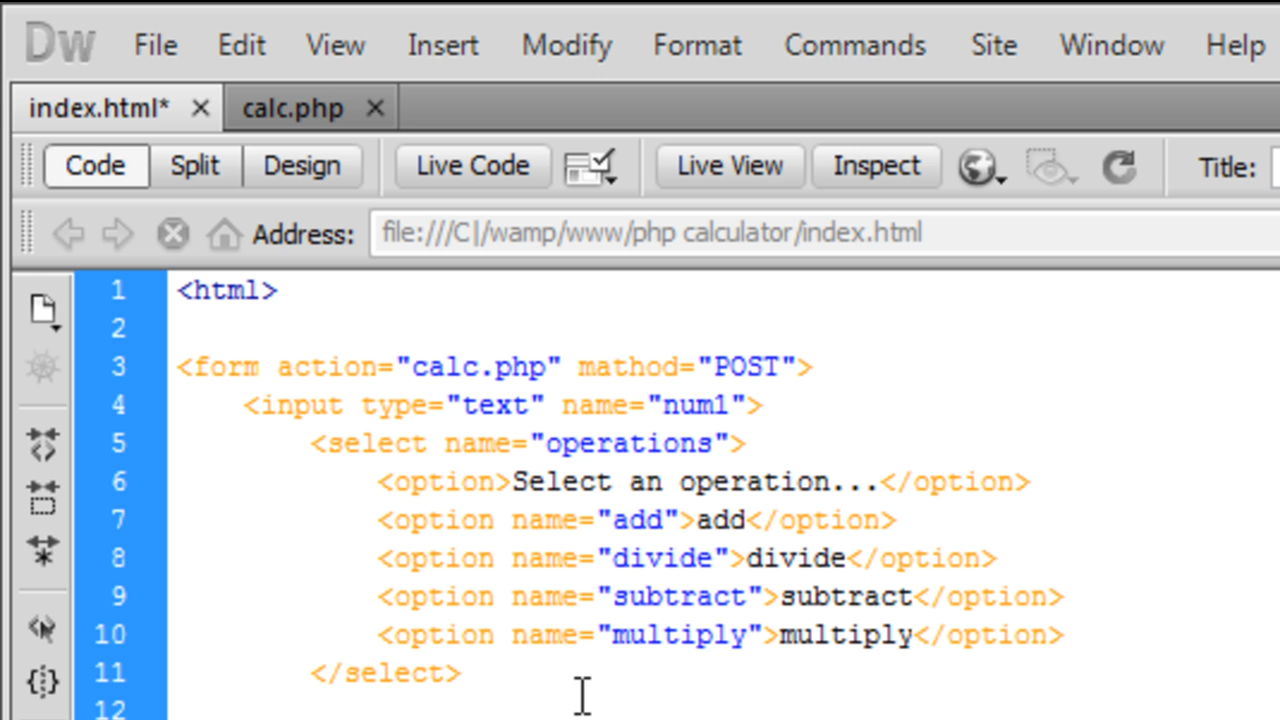 Dw File Edit View Insert Modify Format Commands Site Window Help
index.html* × calc.php ×
Code Split Design Live Code Live View Inspect Title:
Address: file:///C|/wamp/www/php calculator/index.html
1 <html>
2
3 <form action="calc.php" mathod="POST">
4 <input type="text" name="num1">
5 <select name="operations">
6 <option>Select an operation...</option>
7 <option name="add">add</option>
8 <option name="divide">divide</option>
9 <option name="subtract">subtract</option>
10 <option name="multiply">multiply</option>
11 </select>
12